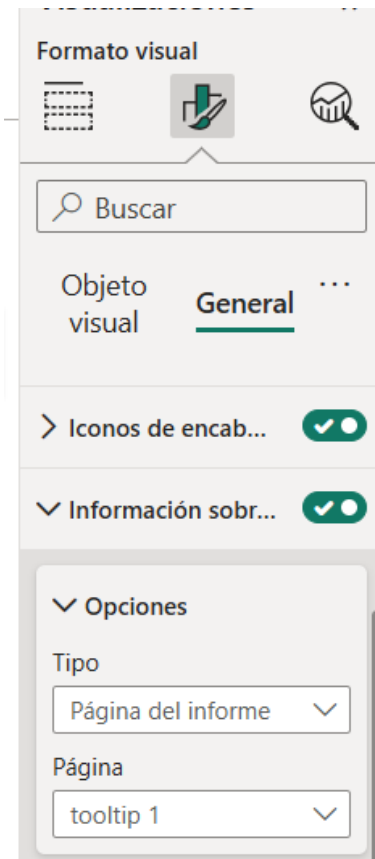 Formato visual
Buscar
Objeto
visual
General
...
Iconos de encab...
Información sobr...
Opciones
Tipo
Página del informe
Página
tooltip 1